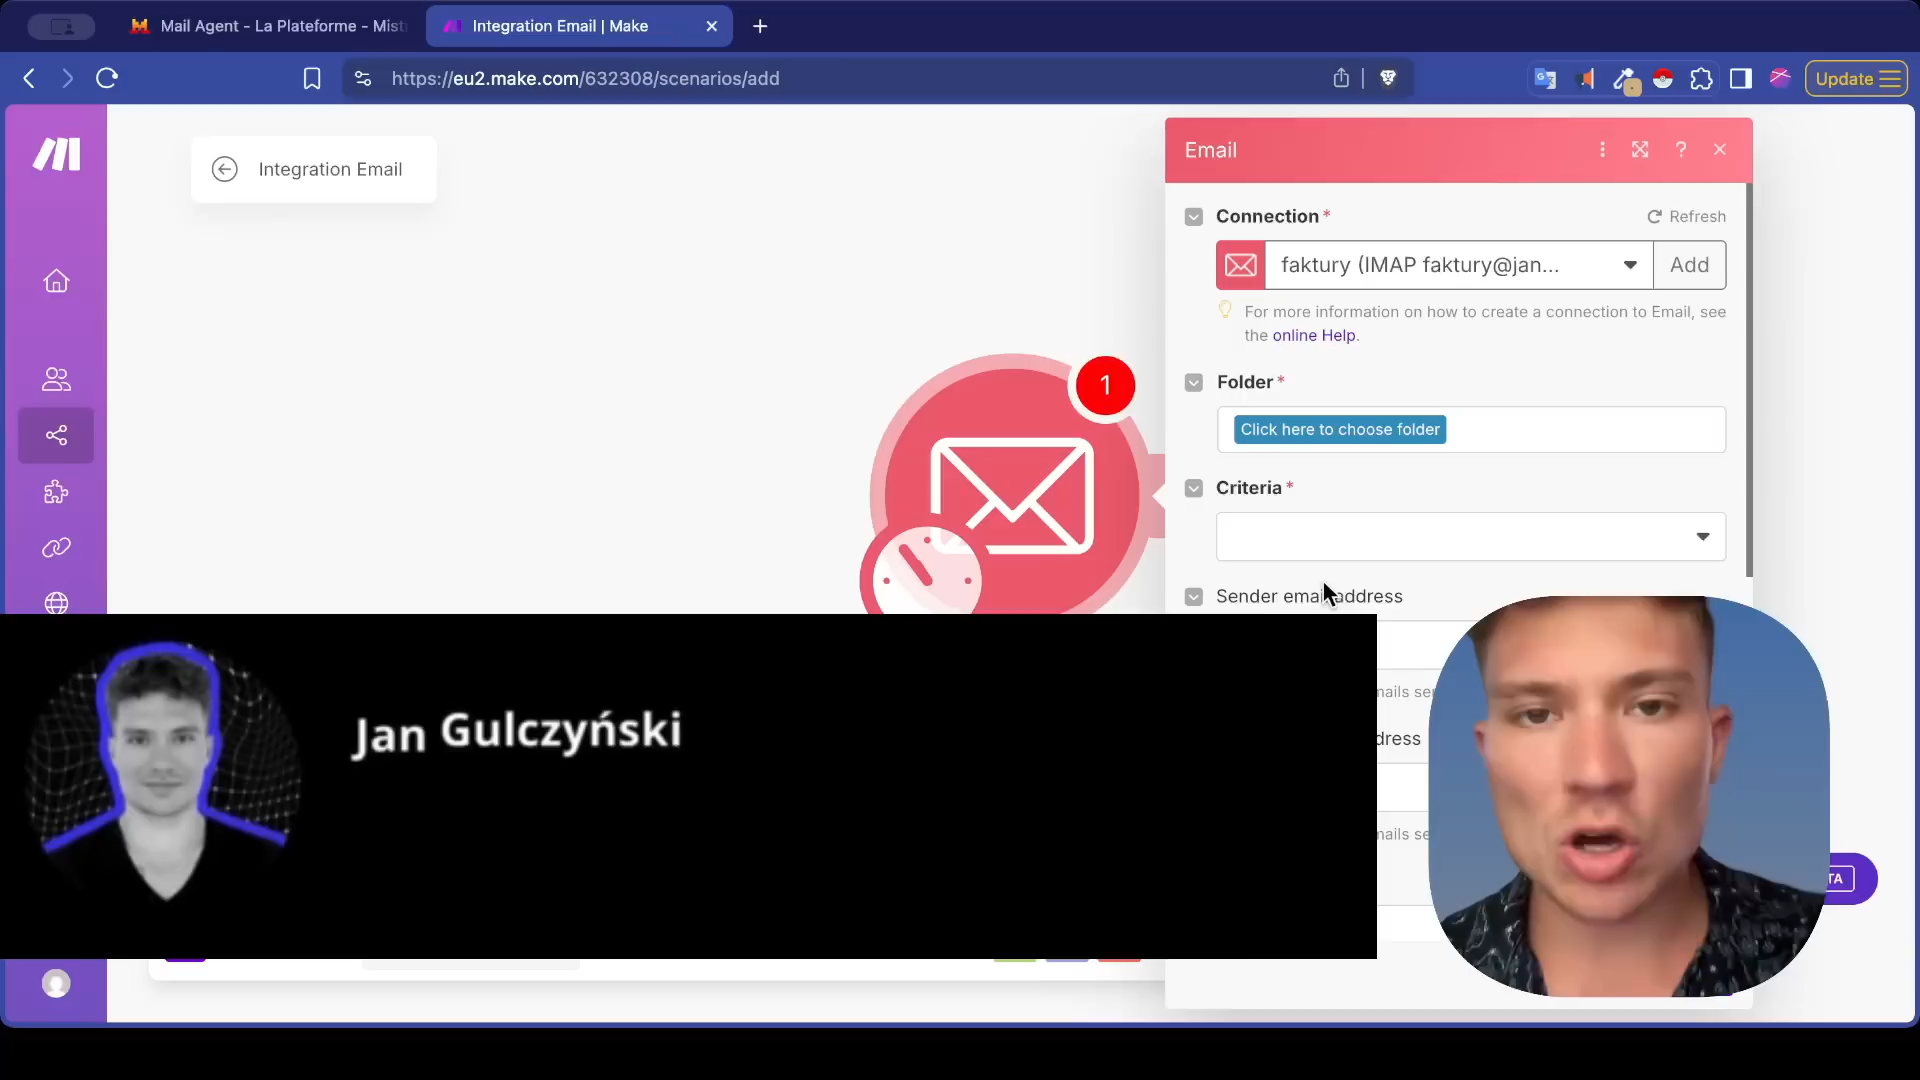 Mail Agent - La Plateforme - Mist
Integration Email | Make
https://eu2.make.com/632308/scenarios/add
Update
Integration Email
Email
Connection *
Refresh
faktury (IMAP faktury@jan...
Add
For more information on how to create a connection to Email, see
the online Help.
1
Folder *
Click here to choose folder
Criteria *
Sender email address
Jan Gulczyński